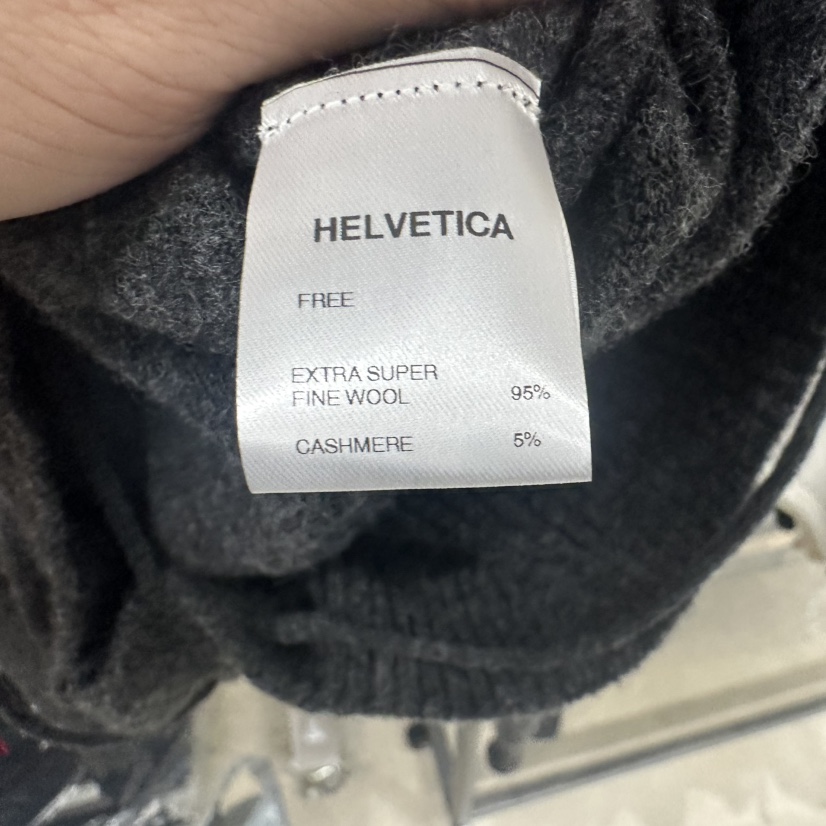 HELVETICA
FREE
EXTRA SUPER
FINE WOOL 95%
CASHMERE 5%